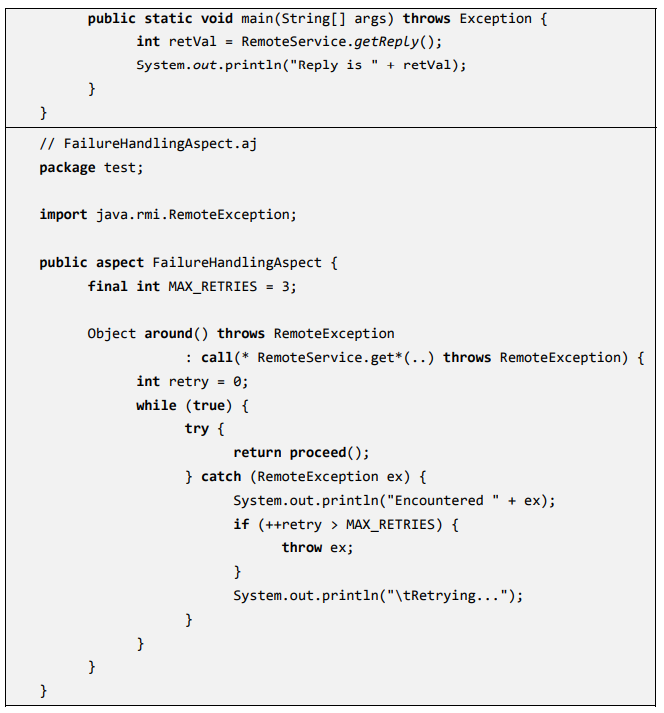 public static void main(String[] args) throws Exception {
int retVal = RemoteService.getReply();
System.out.println("Reply is " + retVal);
}
}
// FailureHandlingAspect.aj
package test;
import java.rmi.RemoteException;
public aspect FailureHandlingAspect {
final int MAX_RETRIES = 3;
Object around() throws RemoteException
: call(* RemoteService.get*(..) throws RemoteException) {
int retry = 0;
while (true) {
try {
return proceed();
} catch (RemoteException ex) {
System.out.println("Encountered " + ex);
if (++retry > MAX_RETRIES) {
throw ex;
}
System.out.println("\tRetrying...");
}
}
}
}